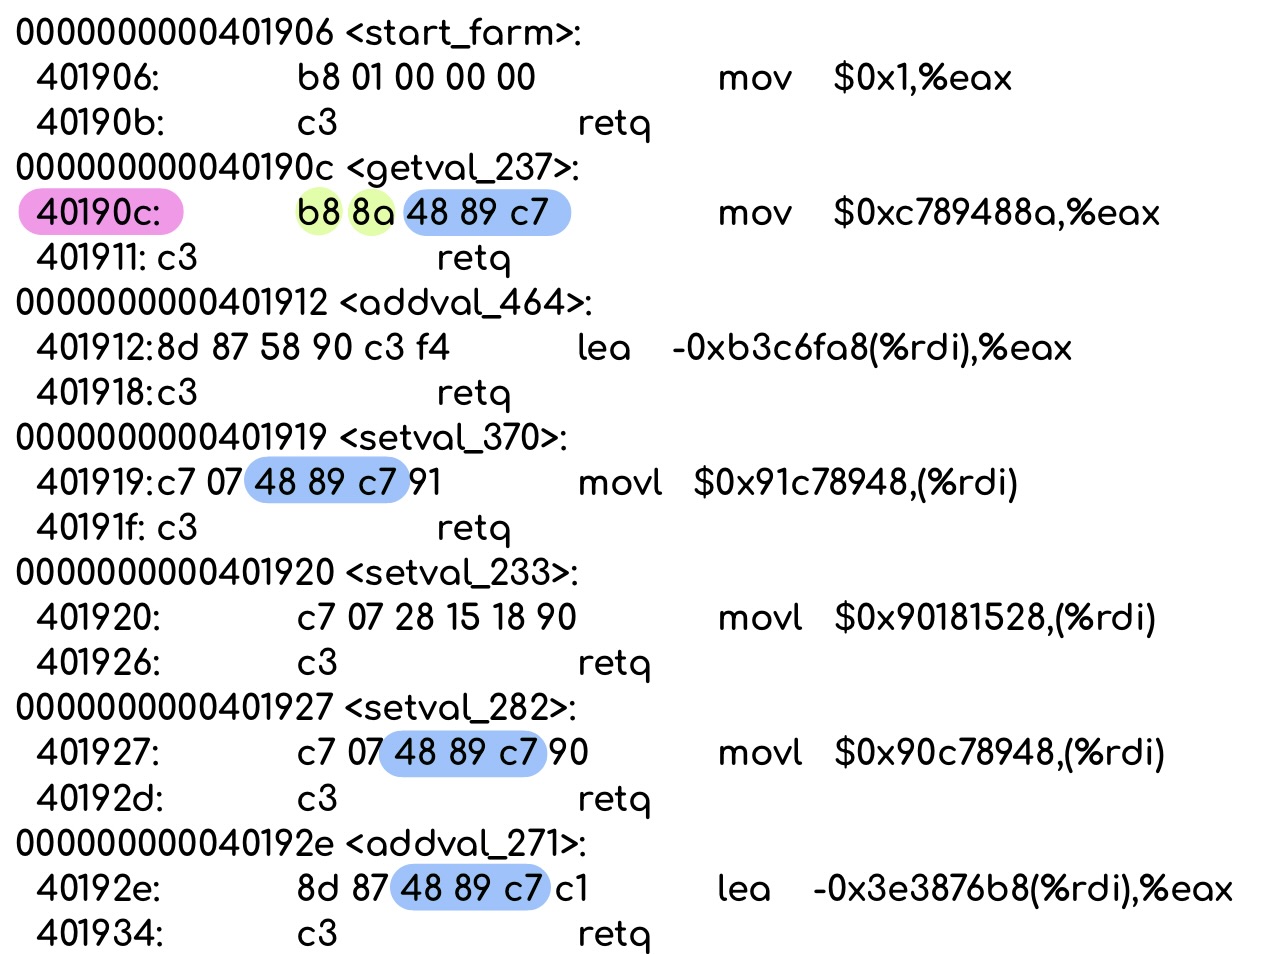 0000000000401906 <start_farm>:
401906: b8 01 00 00 00 mov $0x1,%eax
40190b: c3 retq
000000000040190c <getval_237>:
40190c: b8 8a 48 89 c7 mov $0xc789488a,%eax
401911: c3 retq
0000000000401912 <addval_464>:
401912:8d 87 58 90 c3 f4 lea -0xb3c6fa8(%rdi),%eax
401918:c3 retq
0000000000401919 <setval_370>:
401919:c7 07 48 89 c7 91 movl $0x91c78948,(%rdi)
40191f: c3 retq
0000000000401920 <setval_233>:
401920: c7 07 28 15 18 90 movl $0x90181528,(%rdi)
401926: c3 retq
0000000000401927 <setval_282>:
401927: c7 07 48 89 c7 90 movl $0x90c78948,(%rdi)
40192d: c3 retq
000000000040192e <addval_271>:
40192e: 8d 87 48 89 c7 c1 lea -0x3e3876b8(%rdi),%eax
401934: c3 retq